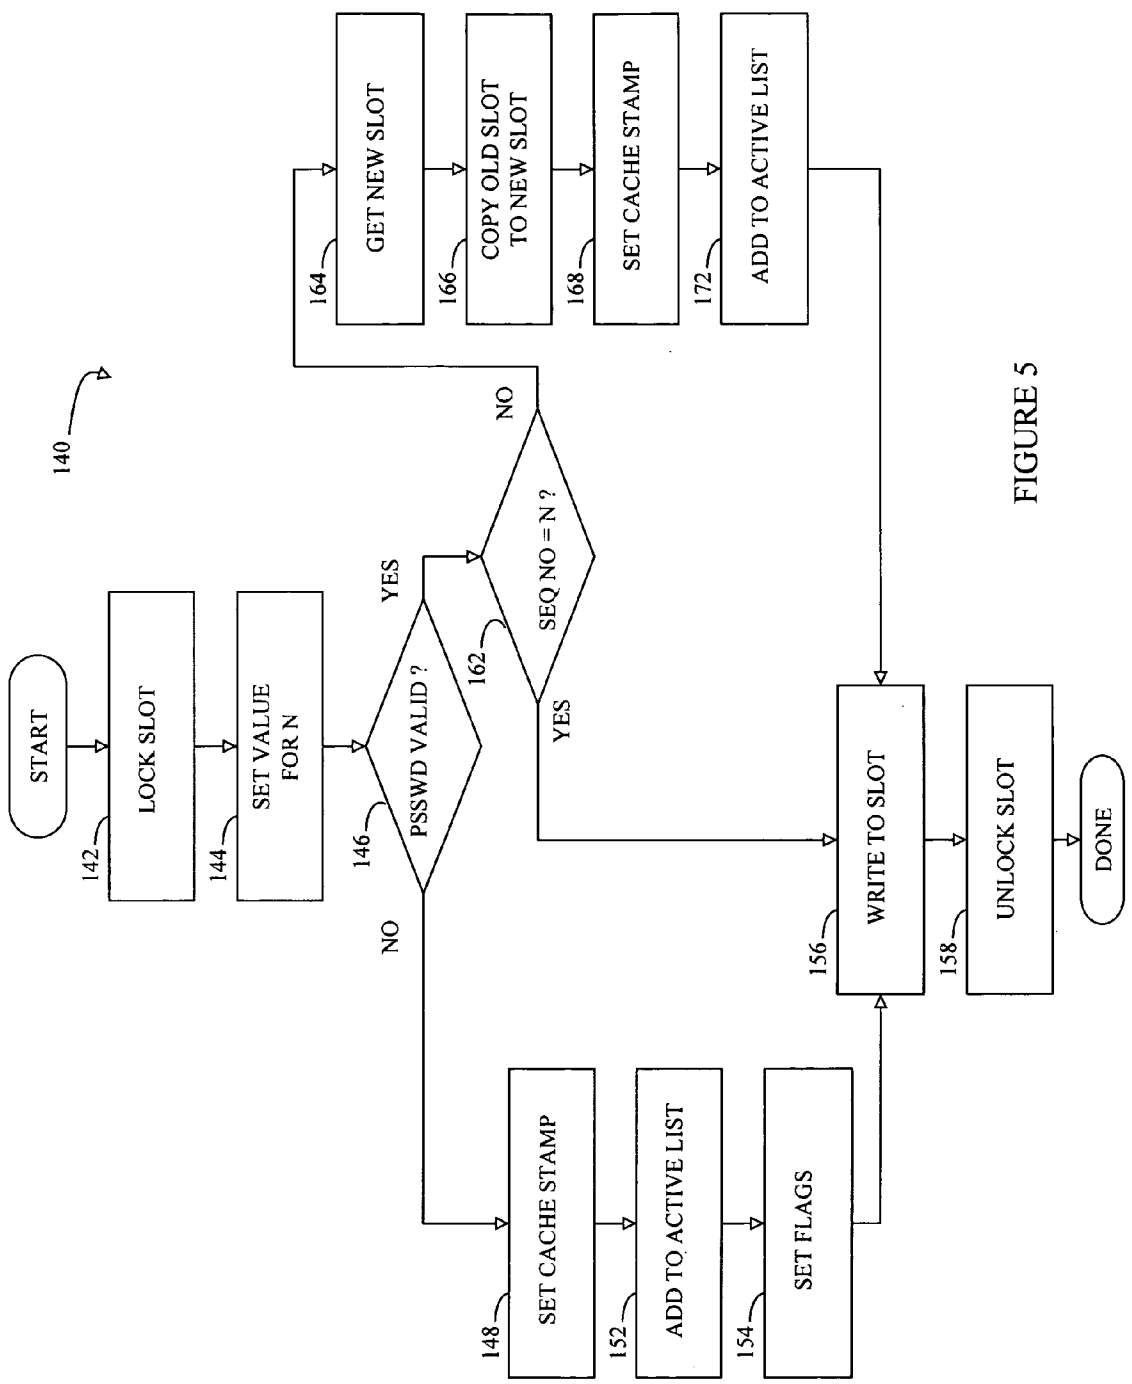 140
START
142
LOCK SLOT
144
SET VALUE
FOR N
146
PSSWD VALID ?
NO
YES
148
SET CACHE STAMP
152
ADD TO ACTIVE LIST
154
SET FLAGS
162
SEQ NO = N ?
YES
NO
164
GET NEW SLOT
166
COPY OLD SLOT
TO NEW SLOT
168
SET CACHE STAMP
172
ADD TO ACTIVE LIST
156
WRITE TO SLOT
158
UNLOCK SLOT
DONE
FIGURE 5